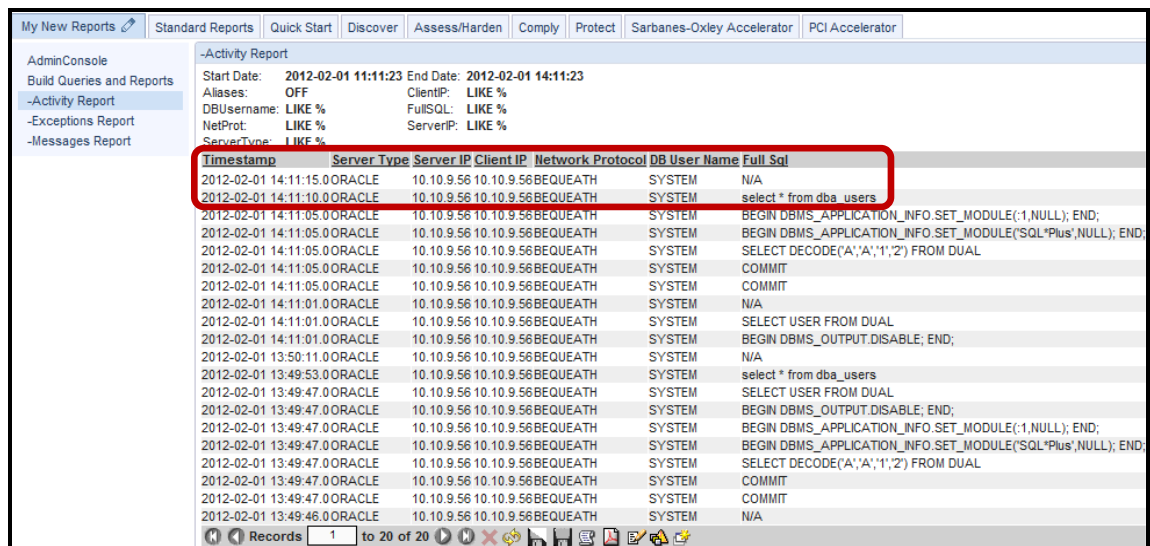 My New Reports Standard Reports Quick Start Discover Assess/Harden Comply Protect Sarbanes-Oxley Accelerator PCI Accelerator
AdminConsole
Build Queries and Reports
-Activity Report
-Exceptions Report
-Messages Report
-Activity Report
Start Date: 2012-02-01 11:11:23 End Date: 2012-02-01 14:11:23
Aliases: OFF ClientIP: LIKE %
DBUsername: LIKE % FullSQL: LIKE %
NetProt: LIKE % ServerIP: LIKE %
ServerType: LIKE %
Timestamp Server Type Server IP Client IP Network Protocol DB User Name Full Sql
2012-02-01 14:11:15.0 ORACLE 10.10.9.56 10.10.9.56 BEQUEATH SYSTEM N/A
2012-02-01 14:11:10.0 ORACLE 10.10.9.56 10.10.9.56 BEQUEATH SYSTEM select * from dba_users
2012-02-01 14:11:05.0 ORACLE 10.10.9.56 10.10.9.56 BEQUEATH SYSTEM BEGIN DBMS_APPLICATION_INFO.SET_MODULE(:1,NULL); END;
2012-02-01 14:11:05.0 ORACLE 10.10.9.56 10.10.9.56 BEQUEATH SYSTEM BEGIN DBMS_APPLICATION_INFO.SET_MODULE('SQL*Plus',NULL); END;
2012-02-01 14:11:05.0 ORACLE 10.10.9.56 10.10.9.56 BEQUEATH SYSTEM SELECT DECODE('A','A','1','2') FROM DUAL
2012-02-01 14:11:05.0 ORACLE 10.10.9.56 10.10.9.56 BEQUEATH SYSTEM COMMIT
2012-02-01 14:11:05.0 ORACLE 10.10.9.56 10.10.9.56 BEQUEATH SYSTEM COMMIT
2012-02-01 14:11:01.0 ORACLE 10.10.9.56 10.10.9.56 BEQUEATH SYSTEM N/A
2012-02-01 14:11:01.0 ORACLE 10.10.9.56 10.10.9.56 BEQUEATH SYSTEM SELECT USER FROM DUAL
2012-02-01 14:11:01.0 ORACLE 10.10.9.56 10.10.9.56 BEQUEATH SYSTEM BEGIN DBMS_OUTPUT.DISABLE; END;
2012-02-01 13:50:11.0 ORACLE 10.10.9.56 10.10.9.56 BEQUEATH SYSTEM N/A
2012-02-01 13:49:53.0 ORACLE 10.10.9.56 10.10.9.56 BEQUEATH SYSTEM select * from dba_users
2012-02-01 13:49:47.0 ORACLE 10.10.9.56 10.10.9.56 BEQUEATH SYSTEM SELECT USER FROM DUAL
2012-02-01 13:49:47.0 ORACLE 10.10.9.56 10.10.9.56 BEQUEATH SYSTEM BEGIN DBMS_OUTPUT.DISABLE; END;
2012-02-01 13:49:47.0 ORACLE 10.10.9.56 10.10.9.56 BEQUEATH SYSTEM BEGIN DBMS_APPLICATION_INFO.SET_MODULE(:1,NULL); END;
2012-02-01 13:49:47.0 ORACLE 10.10.9.56 10.10.9.56 BEQUEATH SYSTEM BEGIN DBMS_APPLICATION_INFO.SET_MODULE('SQL*Plus',NULL); END;
2012-02-01 13:49:47.0 ORACLE 10.10.9.56 10.10.9.56 BEQUEATH SYSTEM SELECT DECODE('A','A','1','2') FROM DUAL
2012-02-01 13:49:47.0 ORACLE 10.10.9.56 10.10.9.56 BEQUEATH SYSTEM COMMIT
2012-02-01 13:49:47.0 ORACLE 10.10.9.56 10.10.9.56 BEQUEATH SYSTEM COMMIT
2012-02-01 13:49:46.0 ORACLE 10.10.9.56 10.10.9.56 BEQUEATH SYSTEM N/A
Records 1 to 20 of 20